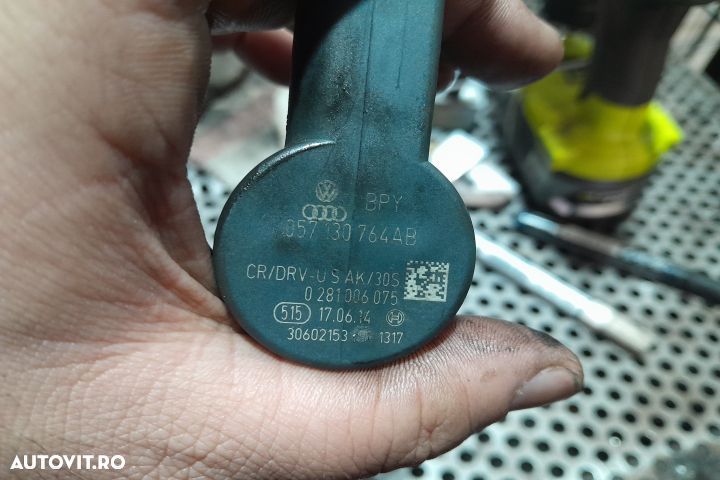 BPY
057 130 764AB
CR/DRV-U S AK/30S
0 281 006 075
515 17.06.14
30602153 1317
AUTOVIT.RO